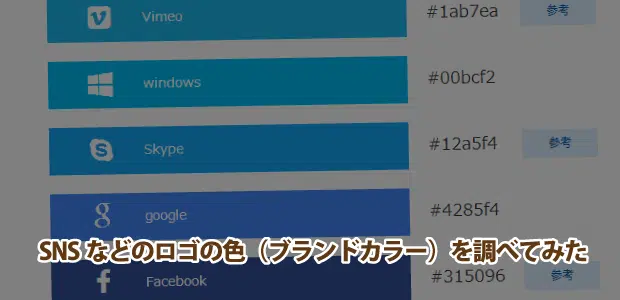 Vimeo #1ab7ea 参考
windows #00bcf2
Skype #12a5f4 参考
google #4285f4
SNSなどのロゴの色（ブランドカラー）を調べてみた
Facebook #315096 参考